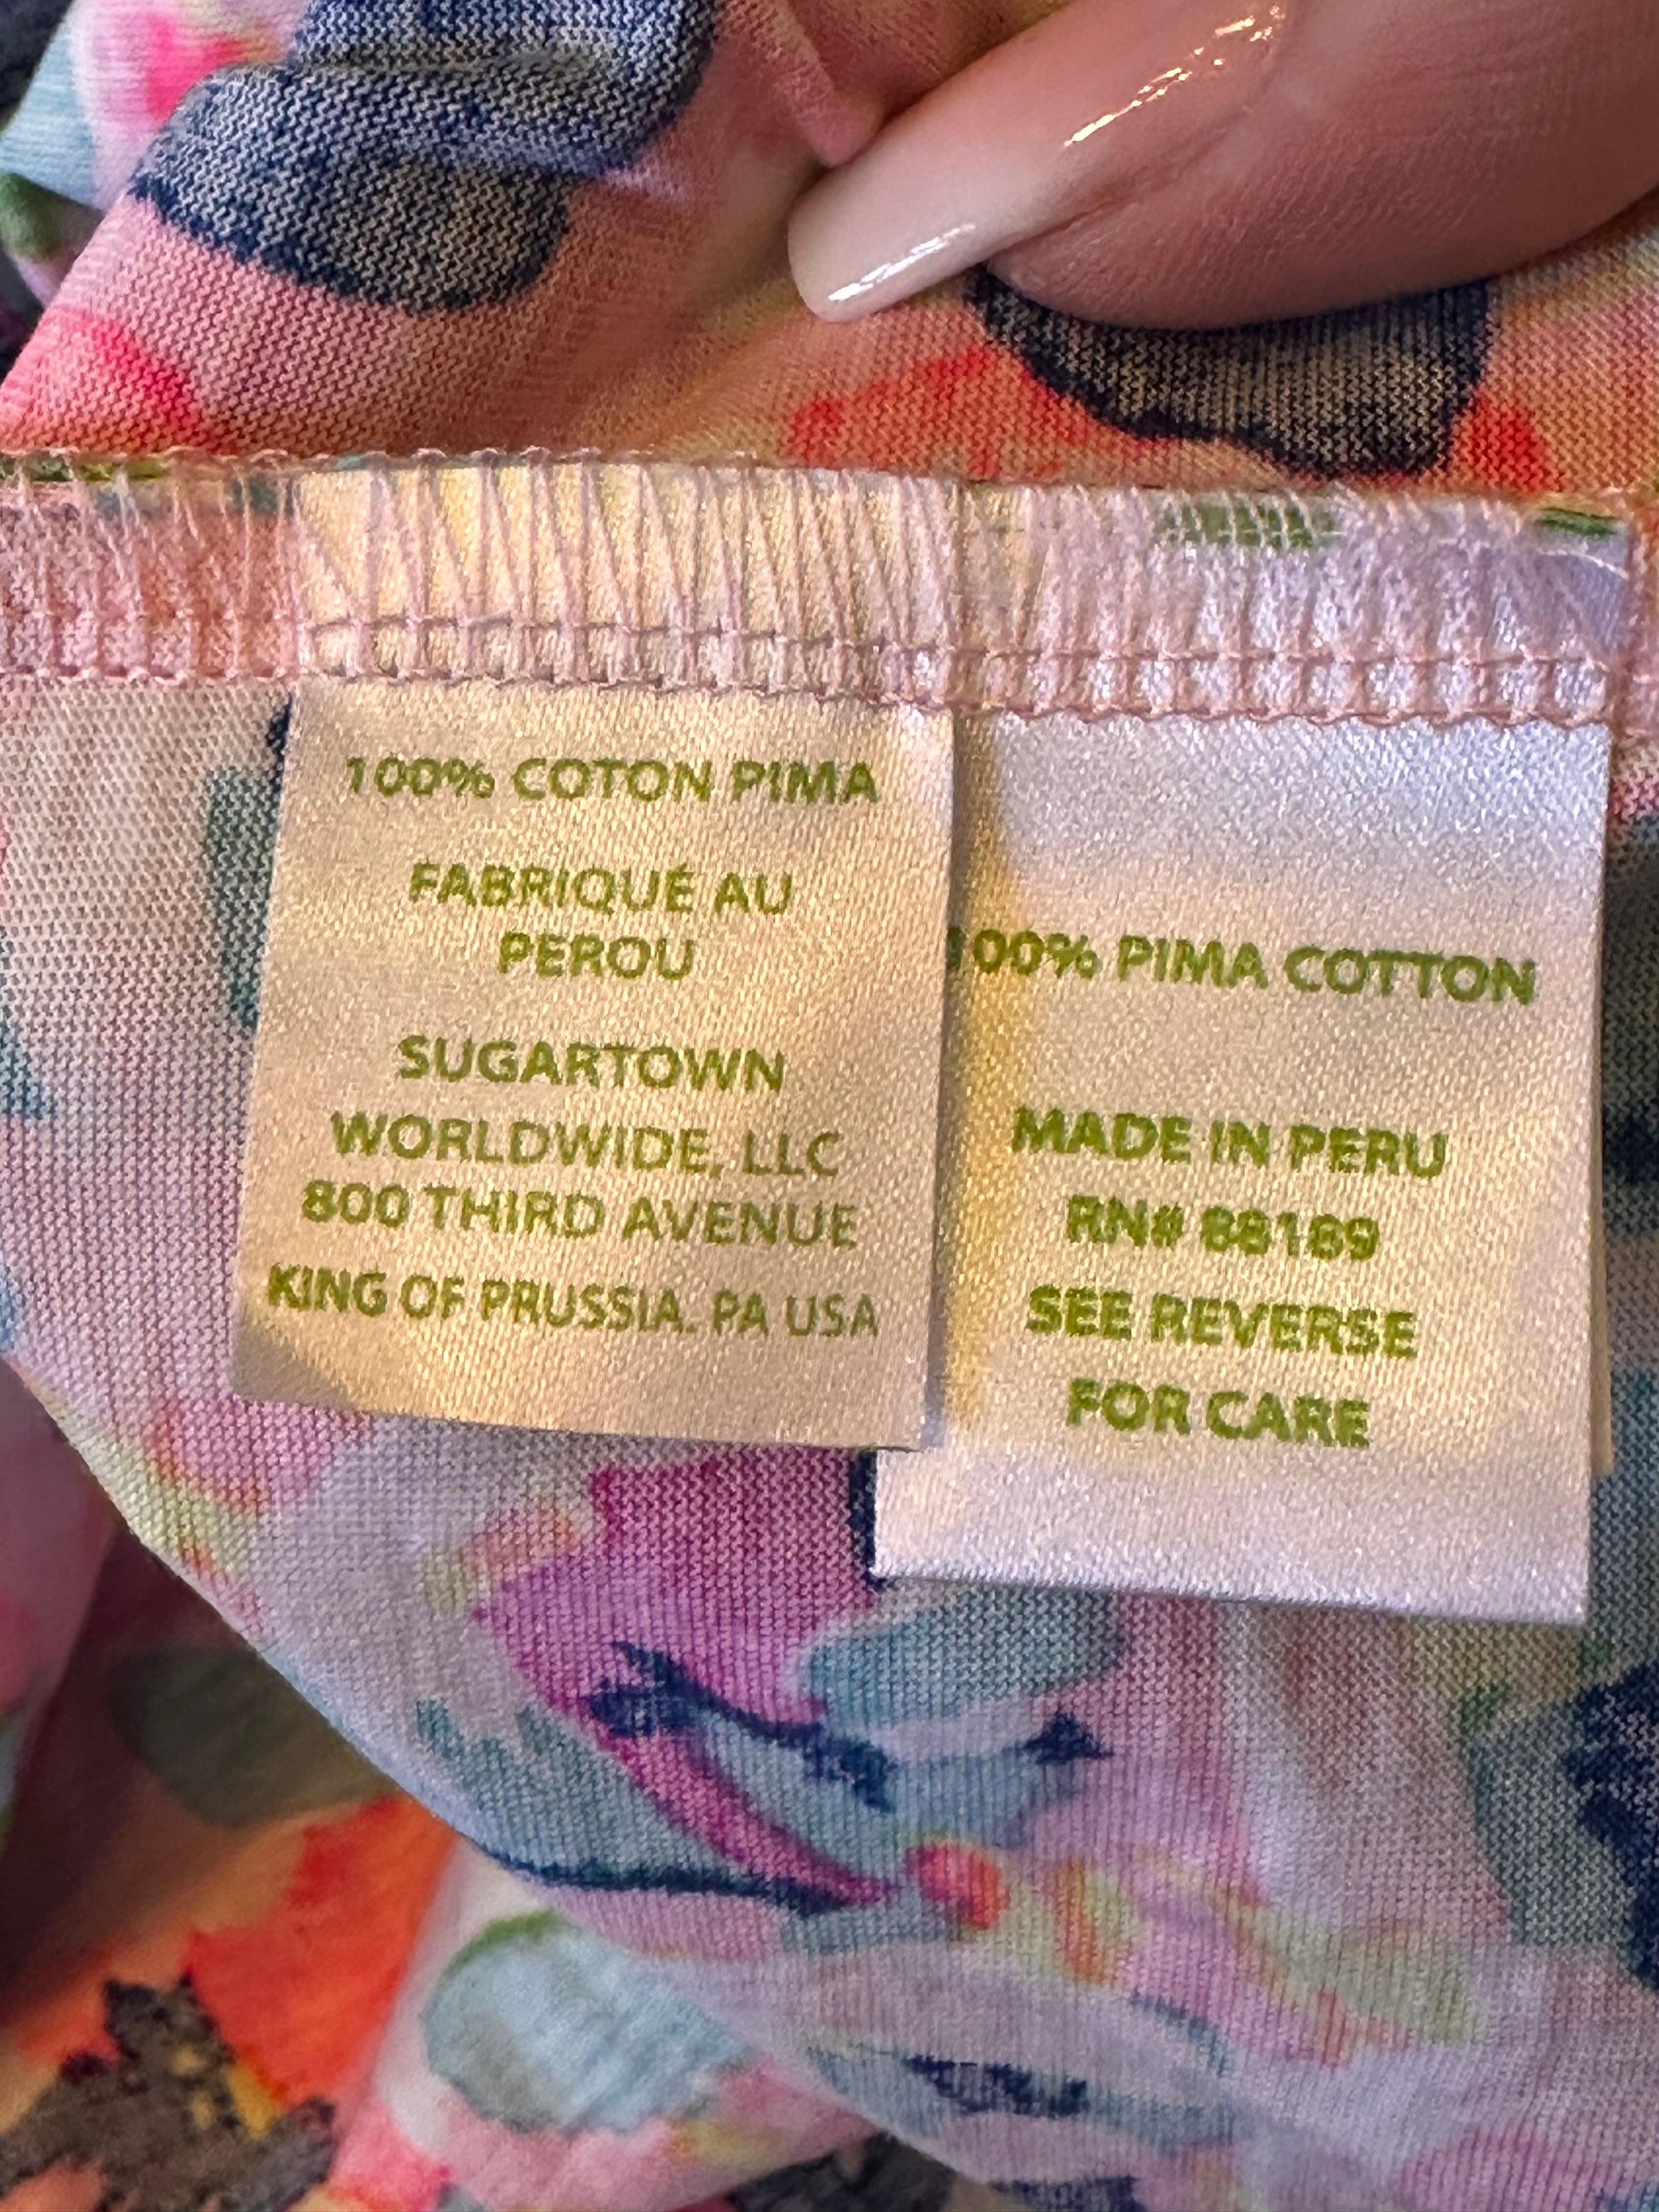 100% COTON PIMA
FABRIQUÉ AU
PEROU
SUGARTOWN
WORLDWIDE, LLC
800 THIRD AVENUE
KING OF PRUSSIA. PA USA
100% PIMA COTTON
MADE IN PERU
RN# 88189
SEE REVERSE
FOR CARE